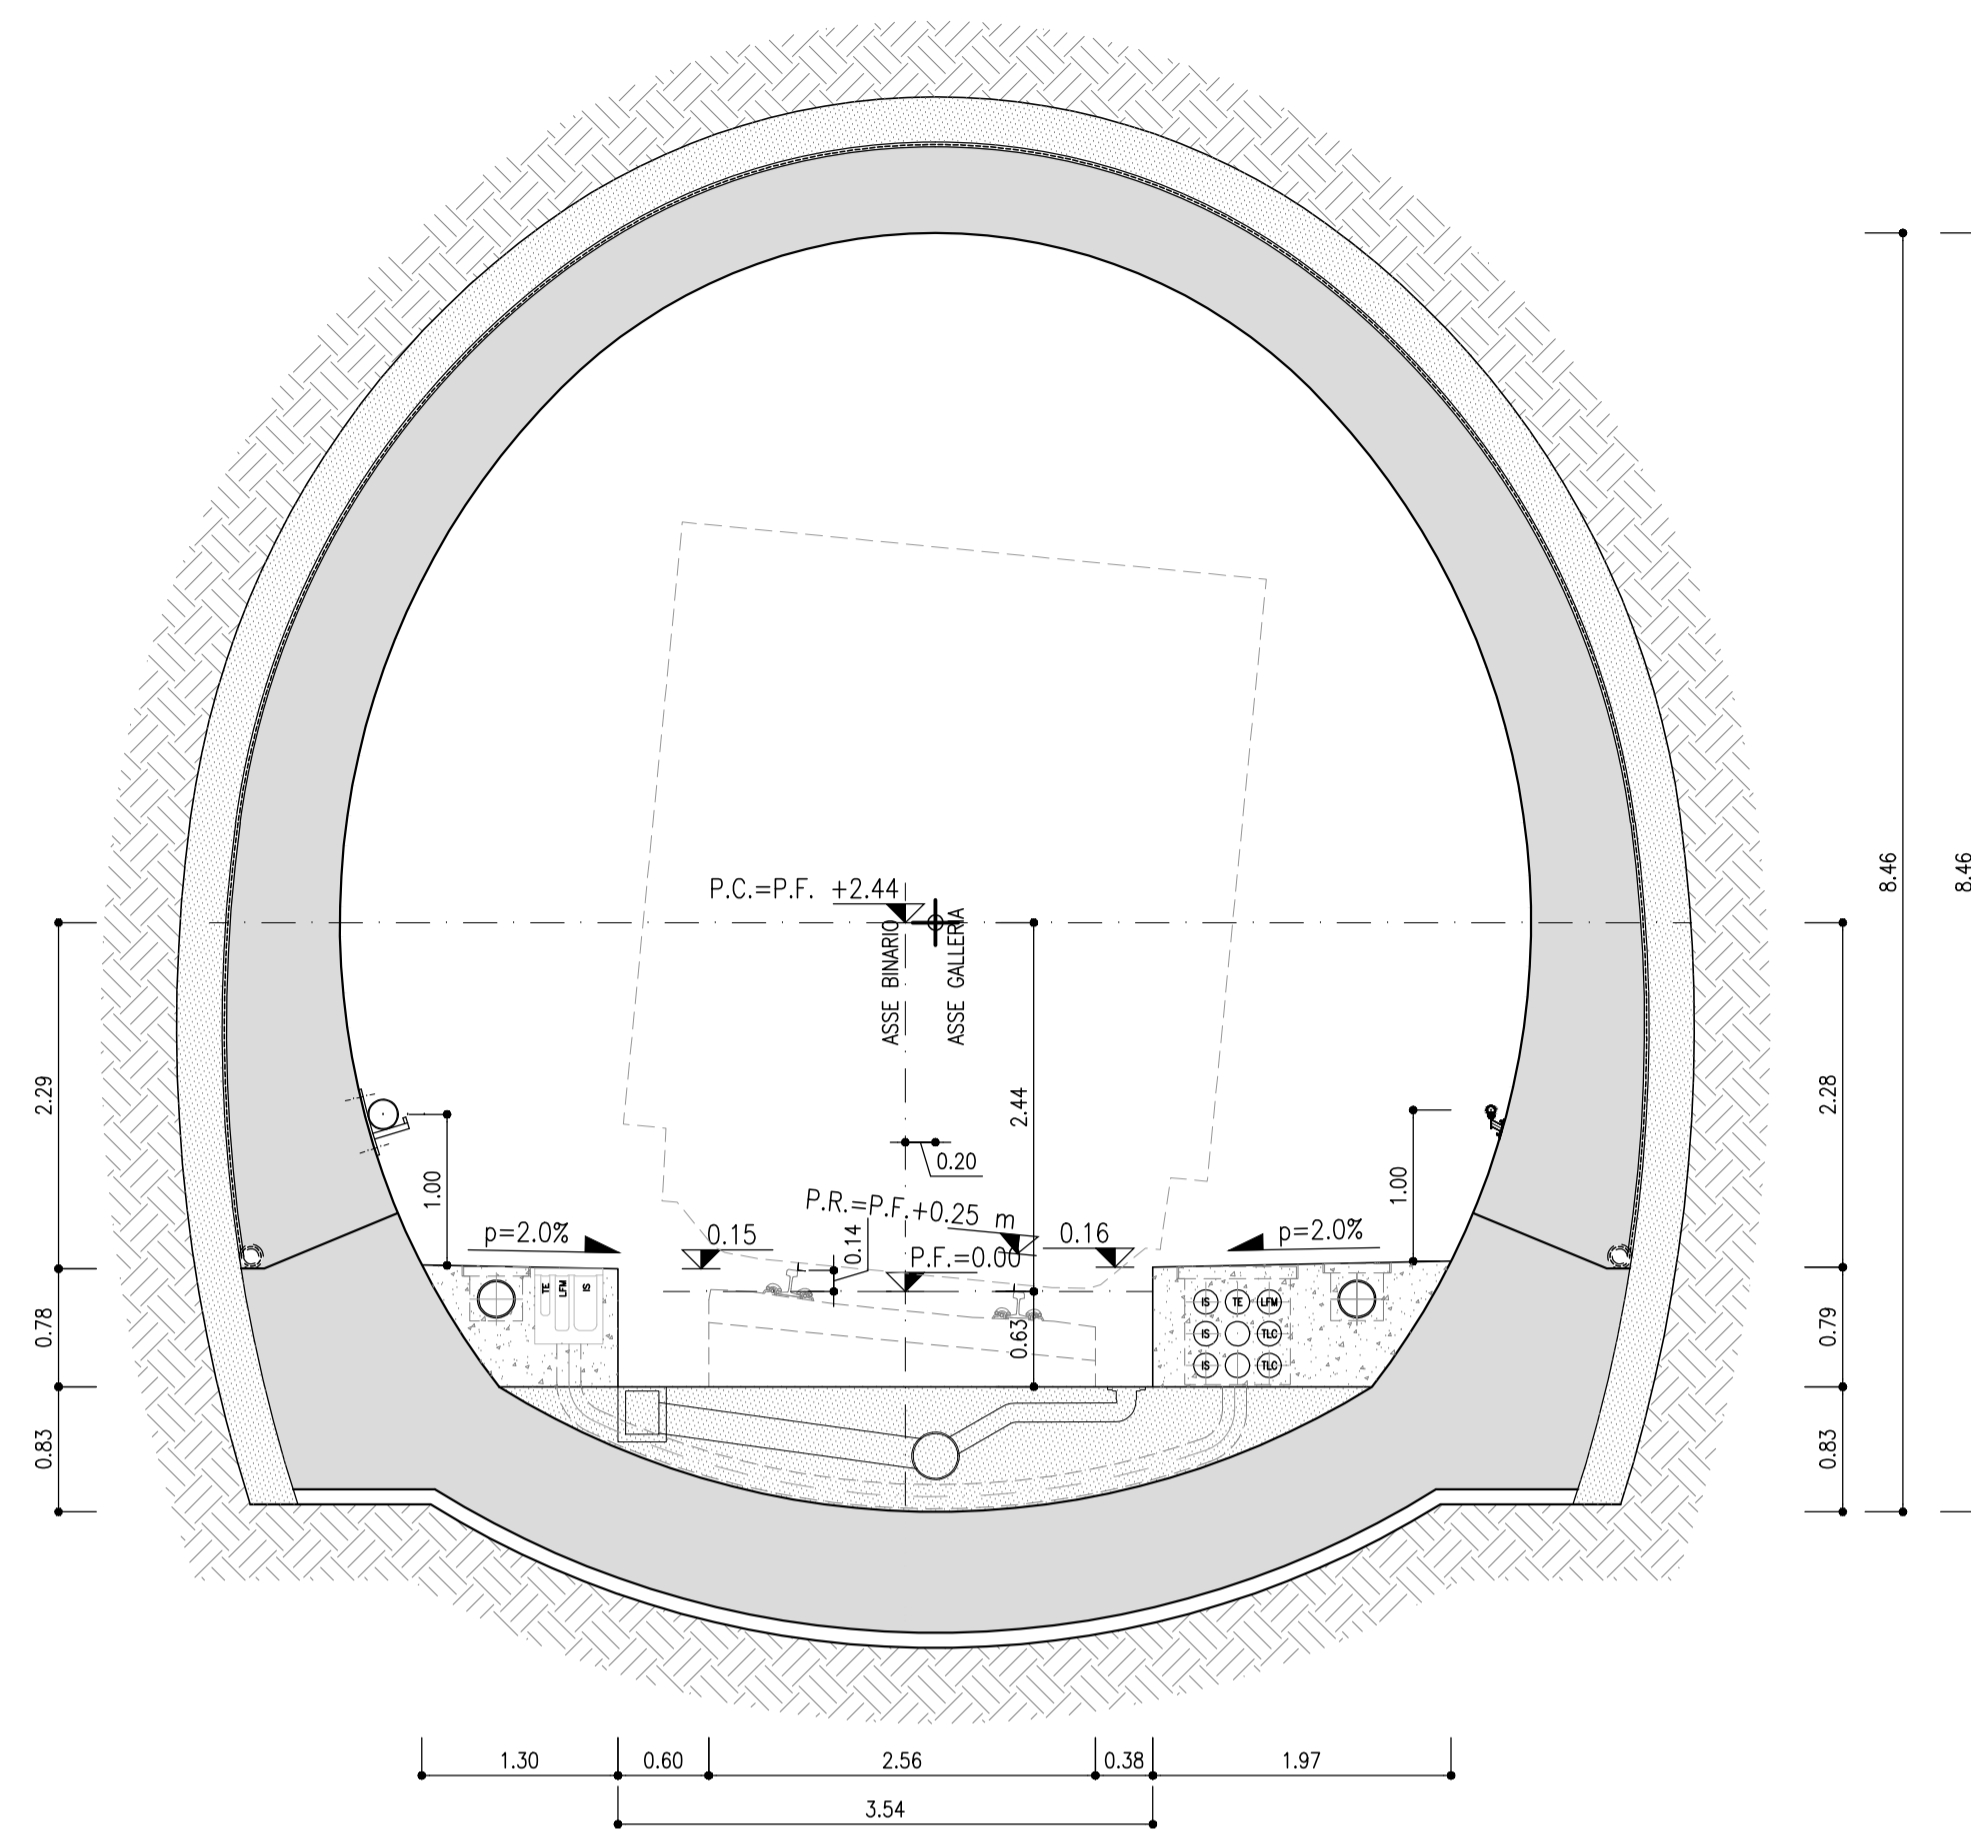 8.46
8.46
P.C.=P.F. +2.44
ASSE BINARIO
ASSE GALLERIA
2.29
2.44
2.28
0.20
1.00
1.00
P.R.=P.F.+0.25 m
p=2.0%
0.15
0.14
0.16
p=2.0%
P.F.=0.00
TE
LFM
IS
IS TE LFM
IS TLC
IS TLC
0.78
0.63
0.79
0.83
0.83
1.30 0.60 2.56 0.38 1.97
3.54